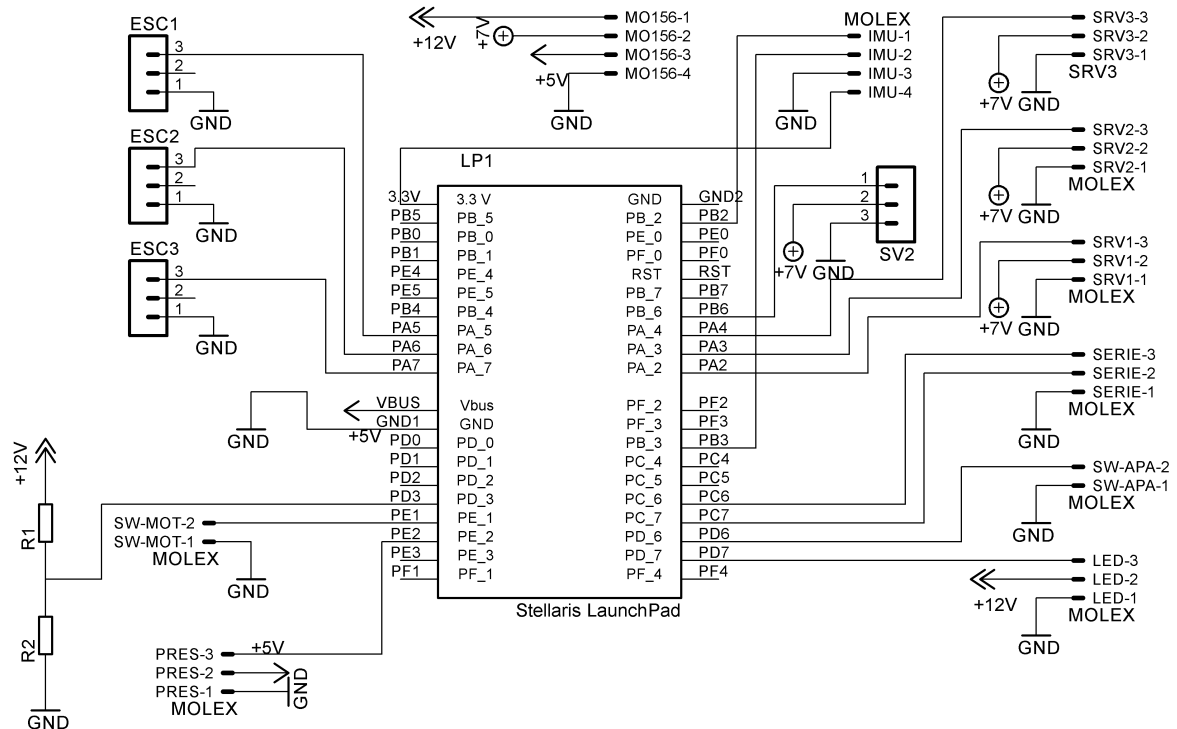 ESC1
3
2
1
GND
ESC2
3
2
1
GND
ESC3
3
2
1
GND
+12V
+7V
+5V
GND
MO156-1
MO156-2
MO156-3
MO156-4
MOLEX
IMU-1
IMU-2
IMU-3
IMU-4
GND
SRV3-3
SRV3-2
SRV3-1
SRV3
+7V GND
SRV2-3
SRV2-2
SRV2-1
MOLEX
+7V GND
1
2
3
SV2
+7V GND
SRV1-3
SRV1-2
SRV1-1
MOLEX
+7V GND
SERIE-3
SERIE-2
SERIE-1
MOLEX
GND
SW-APA-2
SW-APA-1
MOLEX
GND
LED-3
LED-2
LED-1
MOLEX
+12V
GND
LP1
3.3V 3.3 V GND GND2
PB5 PB_5 PB_2 PB2
PB0 PB_0 PE_0 PE0
PB1 PB_1 PF_0 PF0
PE4 PE_4 RST RST
PE5 PE_5 PB_7 PB7
PB4 PB_4 PB_6 PB6
PA5 PA_5 PA_4 PA4
PA6 PA_6 PA_3 PA3
PA7 PA_7 PA_2 PA2
VBUS Vbus PF_2 PF2
GND1 GND PF_3 PF3
PD0 PD_0 PB_3 PB3
PD1 PD_1 PC_4 PC4
PD2 PD_2 PC_5 PC5
PD3 PD_3 PC_6 PC6
PE1 PE_1 PC_7 PC7
PE2 PE_2 PD_6 PD6
PE3 PE_3 PD_7 PD7
PF1 PF_1 PF_4 PF4
Stellaris LaunchPad
GND
+5V
+12V
R1
R2
GND
SW-MOT-2
SW-MOT-1
MOLEX
GND
PRES-3
PRES-2
PRES-1
MOLEX
+5V
GND